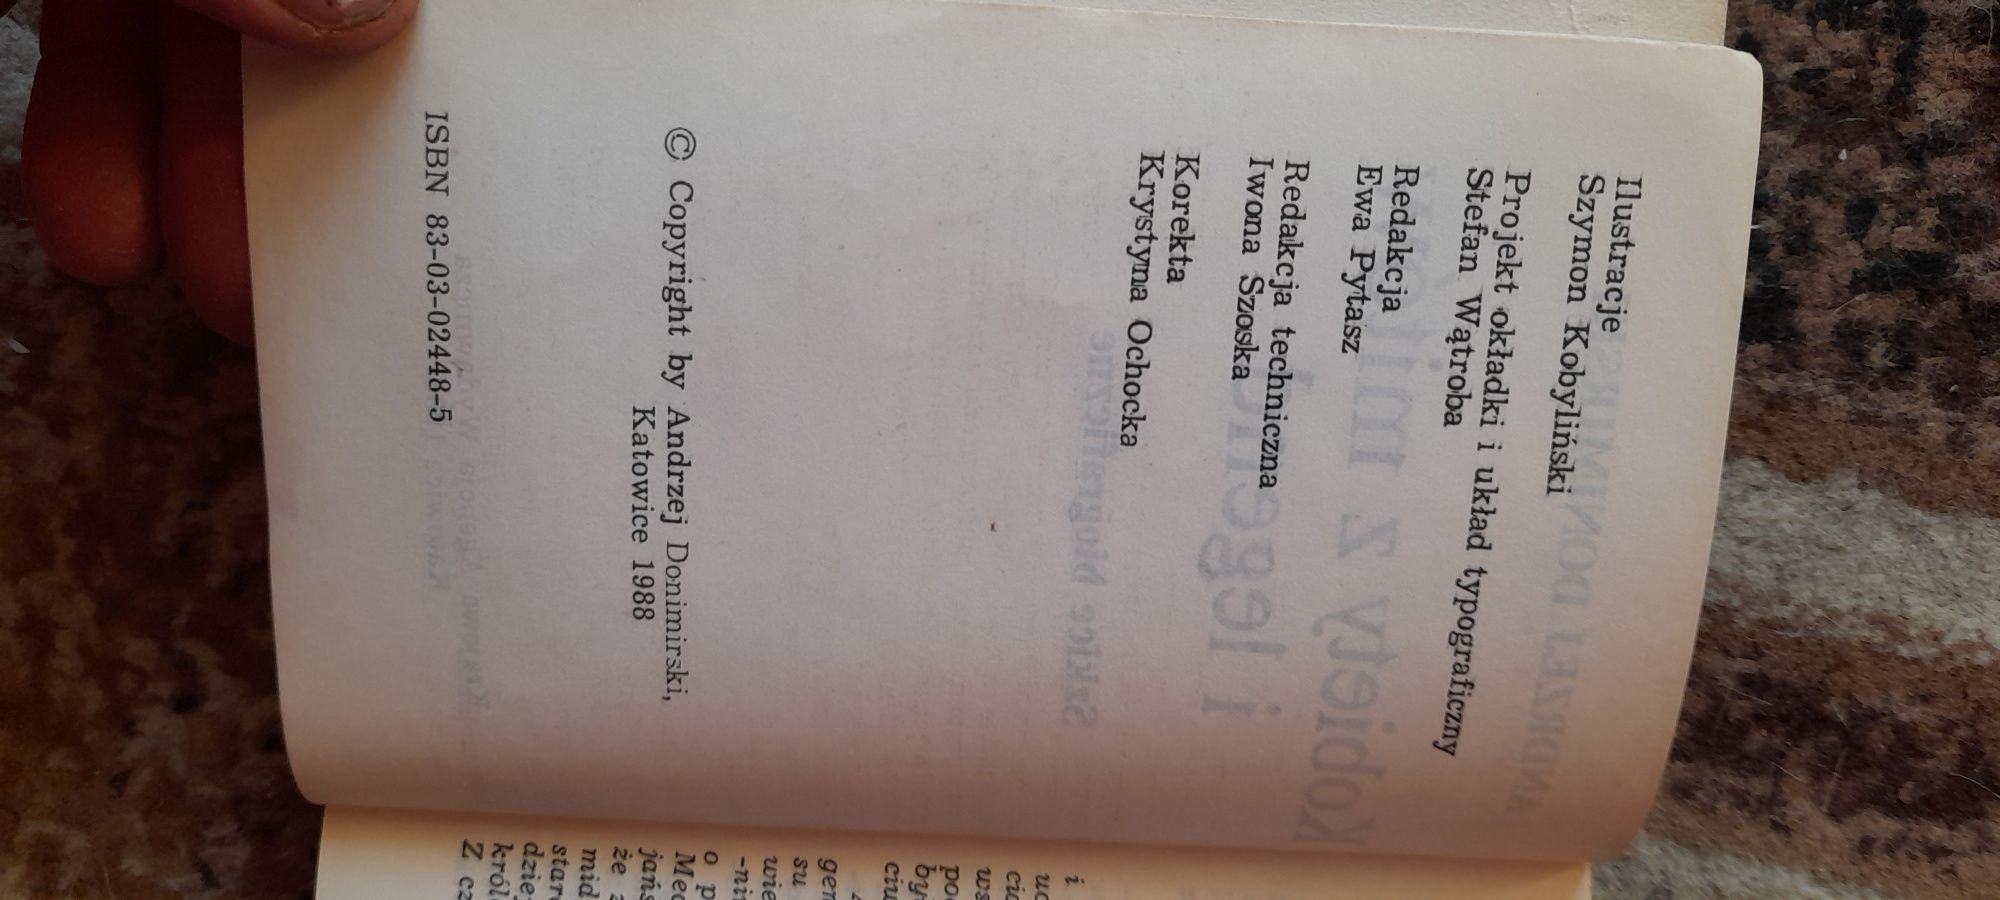 Ilustracje
Szymon Kobyliński
Projekt okładki i układ typograficzny
Stefan Wątroba
Redakcja
Ewa Pytasz
Redakcja techniczna
Iwona Szoska
Korekta
Krystyna Ochocka
© Copyright by Andrzej Donimirski,
Katowice 1988
ISBN 83-03-02448-5